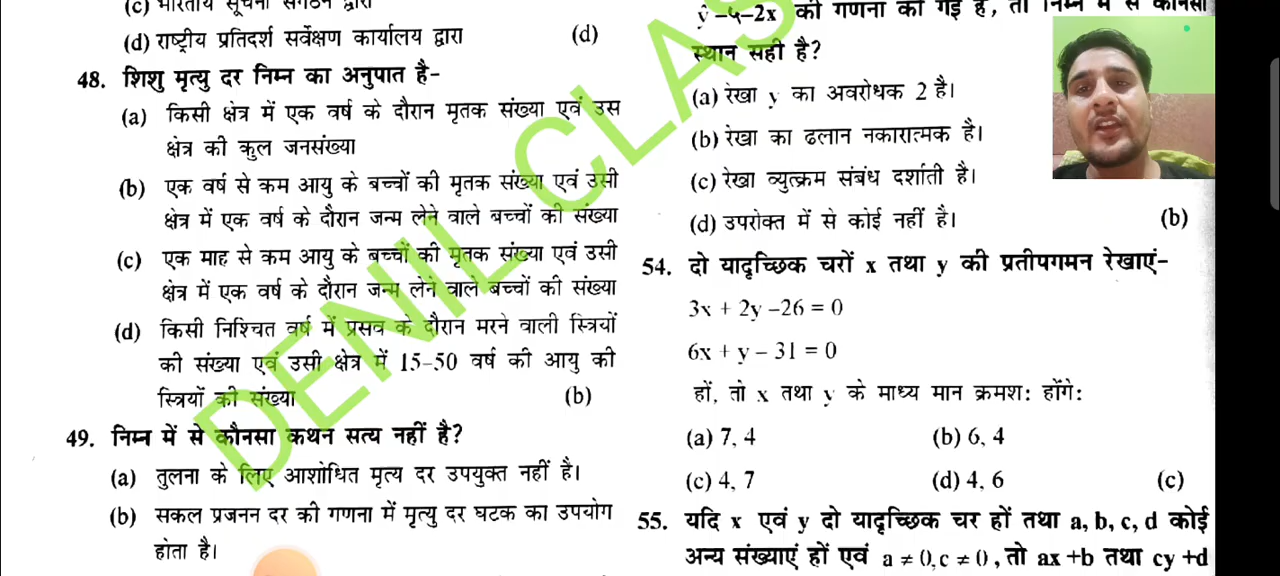 (c) भारतीय सूचना संगठन द्वारा
(d) राष्ट्रीय प्रतिदर्श सर्वेक्षण कार्यालय द्वारा (d)
48. शिशु मृत्यु दर निम्न का अनुपात है-
(a) किसी क्षेत्र में एक वर्ष के दौरान मृतक संख्या एवं उस
क्षेत्र की कुल जनसंख्या
(b) एक वर्ष से कम आयु के बच्चों की मृतक संख्या एवं उसी
क्षेत्र में एक वर्ष के दौरान जन्म लेने वाले बच्चों की संख्या
(c) एक माह से कम आयु के बच्चों की मृतक संख्या एवं उसी
क्षेत्र में एक वर्ष के दौरान जन्म लेने वाले बच्चों की संख्या
(d) किसी निश्चित वर्ष में प्रसव के दौरान मरने वाली स्त्रियों
की संख्या एवं उसी क्षेत्र में 15-50 वर्ष की आयु की
स्त्रियों की संख्या (b)
49. निम्न में से कौनसा कथन सत्य नहीं है?
(a) तुलना के लिए आशोधित मृत्य दर उपयुक्त नहीं है।
(b) सकल प्रजनन दर की गणना में मृत्यु दर घटक का उपयोग
होता है।
ŷ -५-2x की गणना की गई है, तो निम्न में से कौनसा
स्थान सही है?
(a) रेखा y का अवरोधक 2 है।
(b) रेखा का ढलान नकारात्मक है।
(c) रेखा व्युत्क्रम संबंध दर्शाती है।
(d) उपरोक्त में से कोई नहीं है। (b)
54. दो यादृच्छिक चरों x तथा y की प्रतीपगमन रेखाएं-
3x + 2y -26 = 0
6x + y - 31 = 0
हों, तो x तथा y के माध्य मान क्रमश: होंगे:
(a) 7, 4 (b) 6, 4
(c) 4, 7 (d) 4, 6 (c)
55. यदि x एवं y दो यादृच्छिक चर हों तथा a, b, c, d कोई
अन्य संख्याएं हों एवं a ≠ 0, c ≠ 0, तो ax +b तथा cy +d
DENIL CLAS